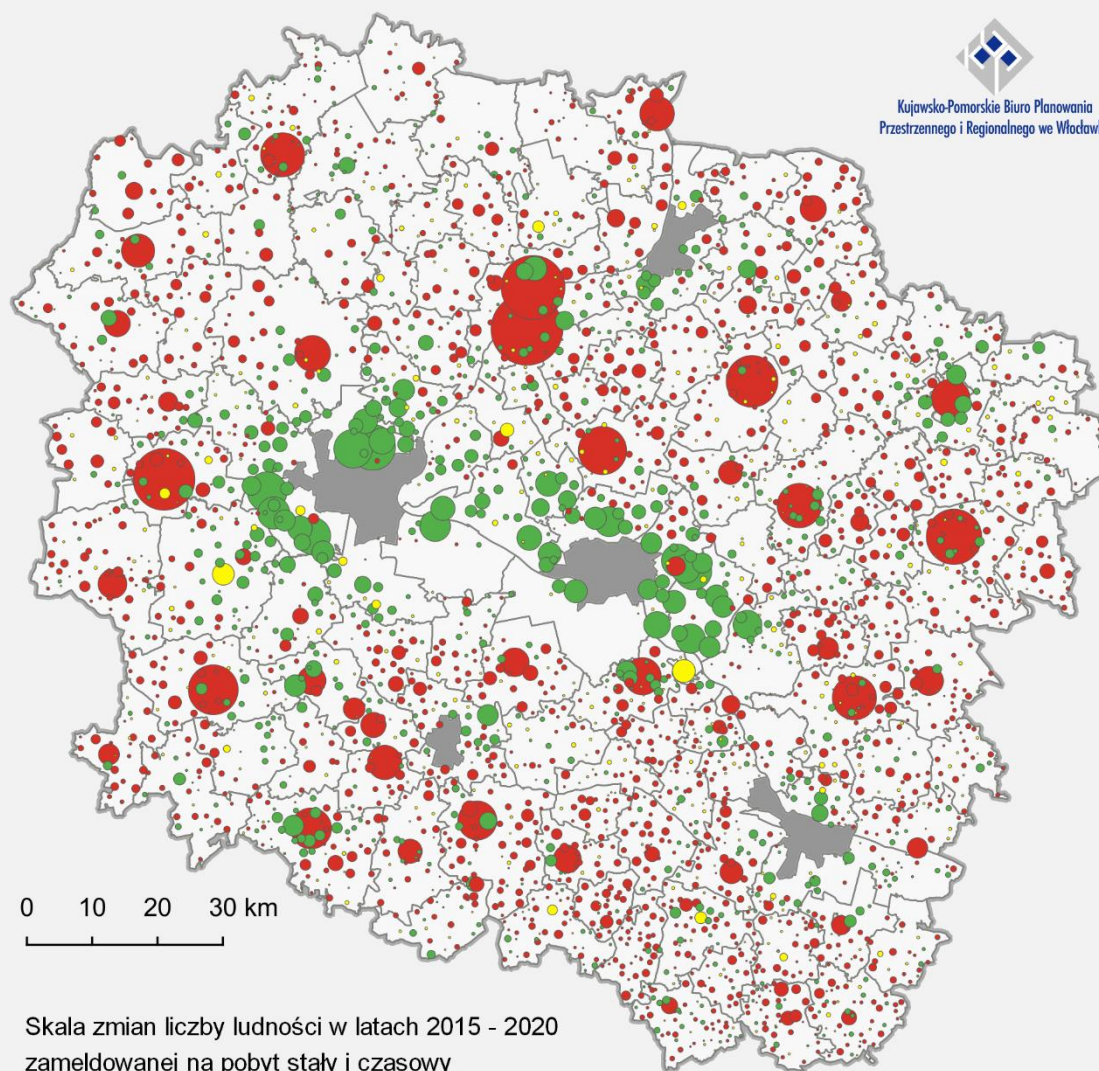 Kujawsko-Pomorskie Biuro Planowania
Przestrzennego i Regionalnego we
0 10 20 30 km
Skala zmian liczby ludności w latach 2015 - 2020
zameldowanej na pobyt stały i czasowy